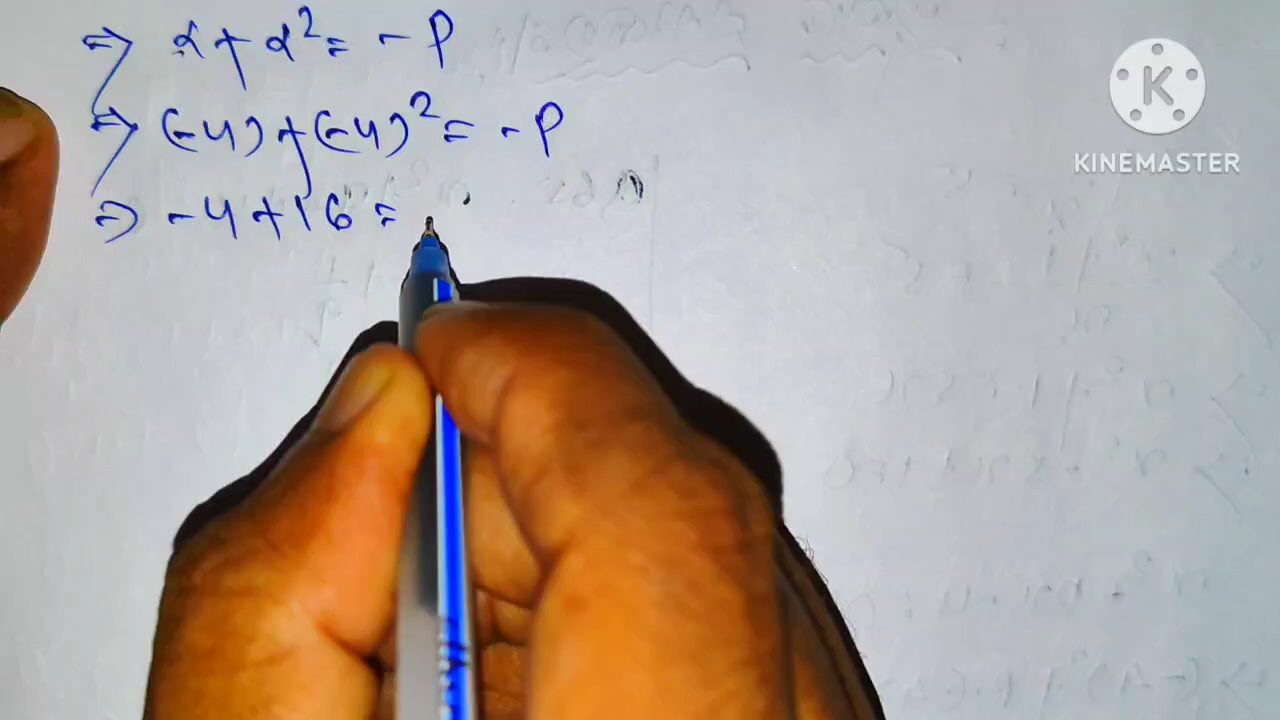 ⇒ α + α² = - P
⇒ (-4) + (-4)² = - P
⇒ -4 + 16 =
KINEMASTER